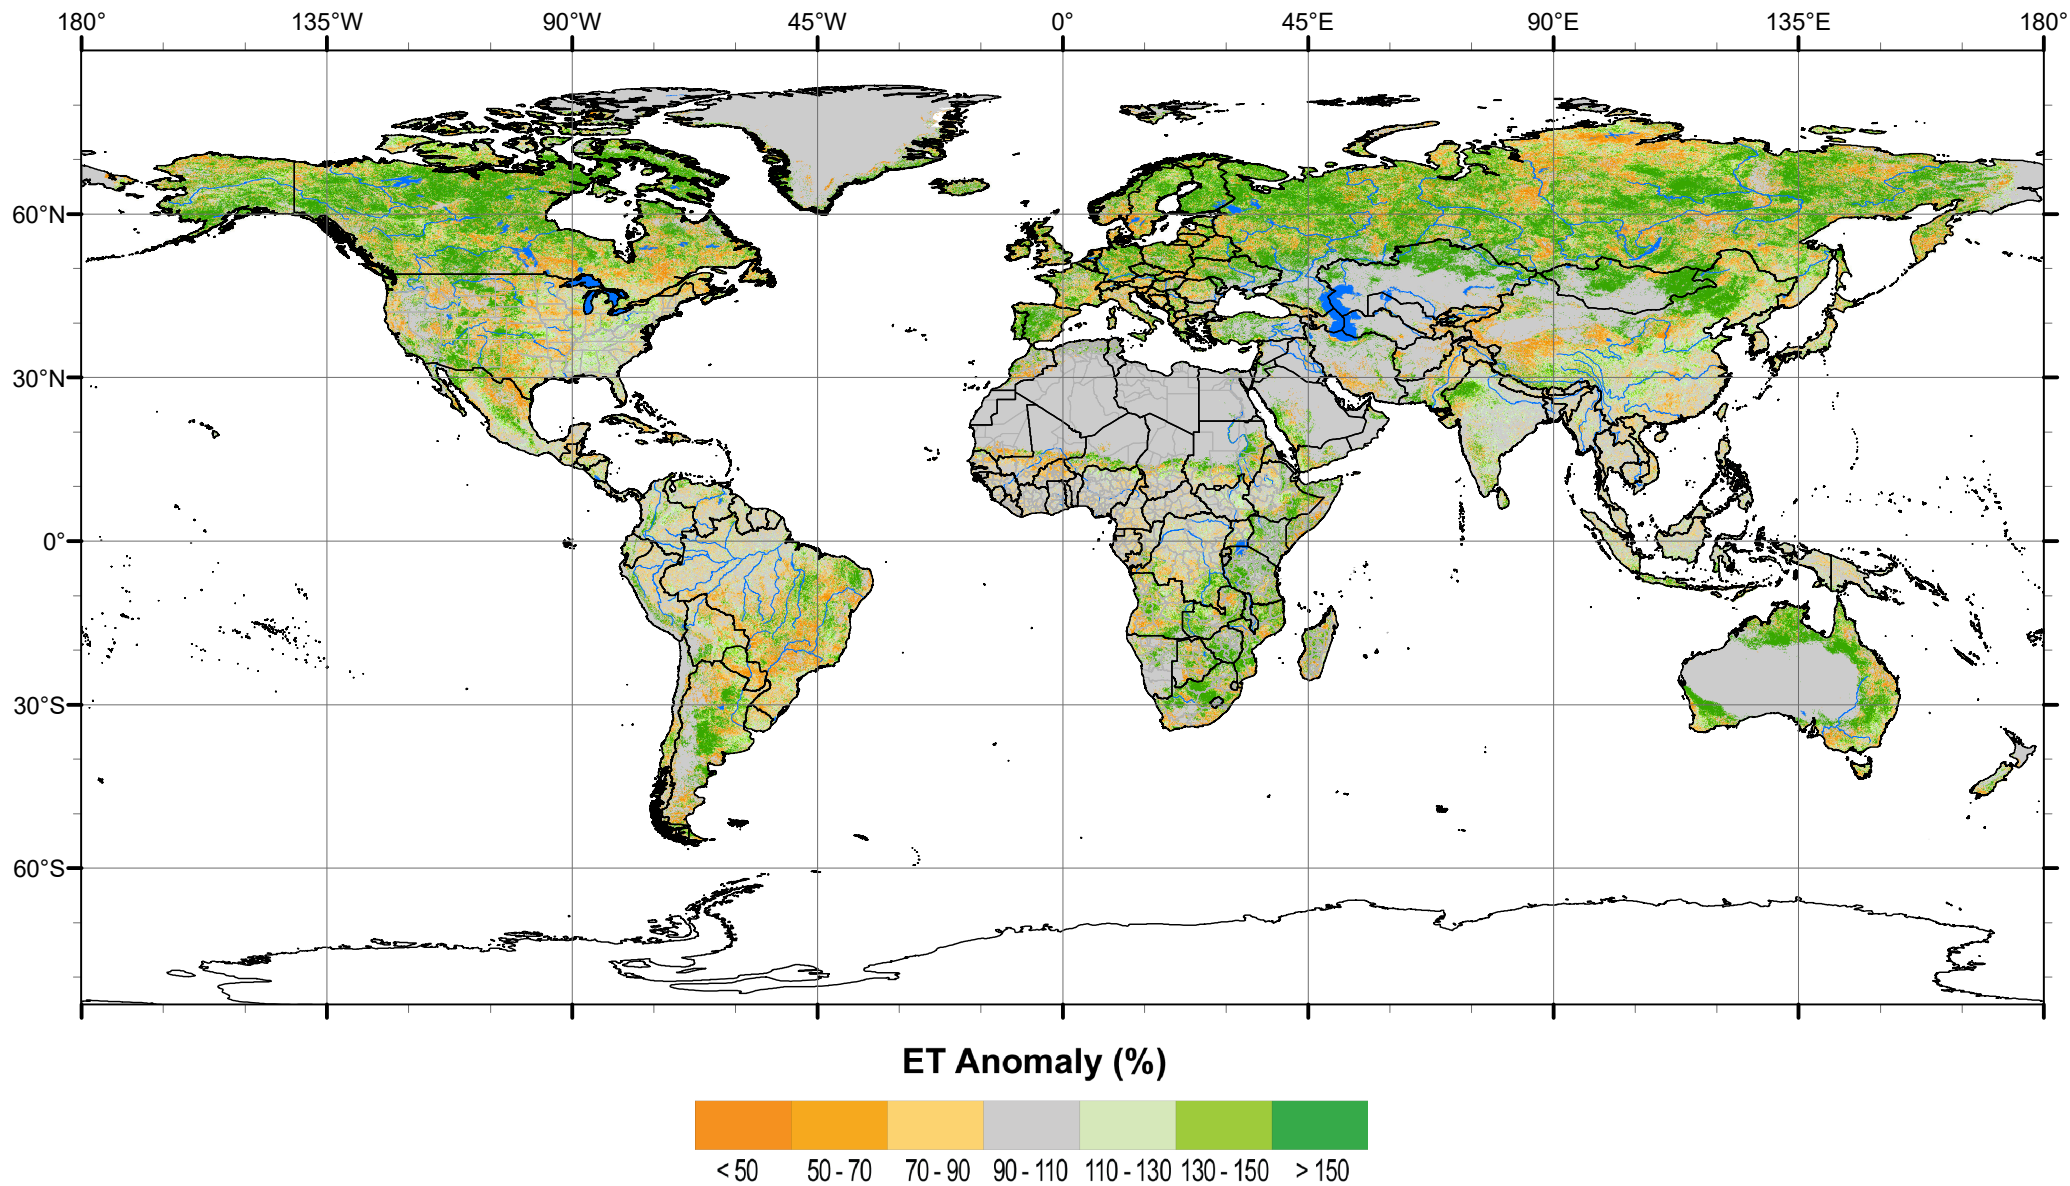 180° 135°W 90°W 45°W 0° 45°E 90°E 135°E 180°
60°N
30°N
0°
30°S
60°S
ET Anomaly (%)
< 50 50 - 70 70 - 90 90 - 110 110 - 130 130 - 150 > 150